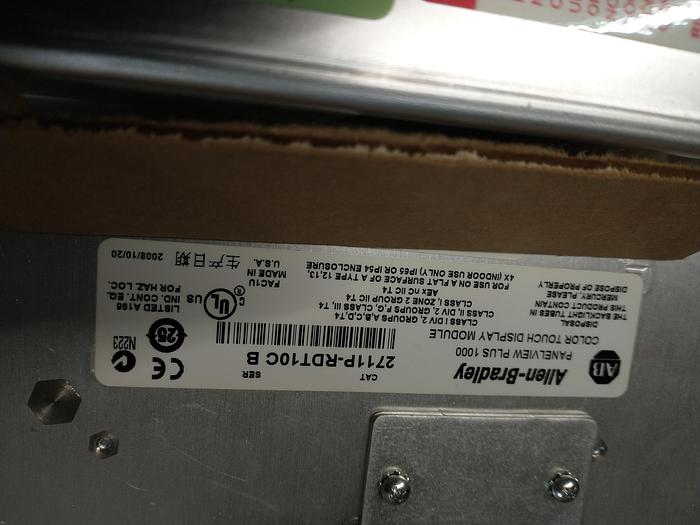 AB
Allen-Bradley
PANELVIEW PLUS 1000
COLOR TOUCH DISPLAY MODULE
DISPOSAL
THE BACKLIGHT TUBES IN
THIS PRODUCT CONTAIN
MERCURY. PLEASE
DISPOSE OF PROPERLY
CAT
SER
2711P-RDT10C B
CLASS I DIV 2, GROUPS A,B,C,D,T4
CLASS II, DIV 2, GROUPS F,G, CLASS III, T4
CLASS I, ZONE 2, GROUP IIC T4
AEx nC IIC T4
FOR USE ON A FLAT SURFACE OF A TYPE 12,13,
4X (INDOOR USE ONLY) IP65 OR IP54 ENCLOSURE
CE
N223
25
C UL US
®
LISTED A196
IND. CONT. EQ.
FOR HAZ LOC.
FAC1U
MADE IN
U.S.A.
生产日期
2008/10/20